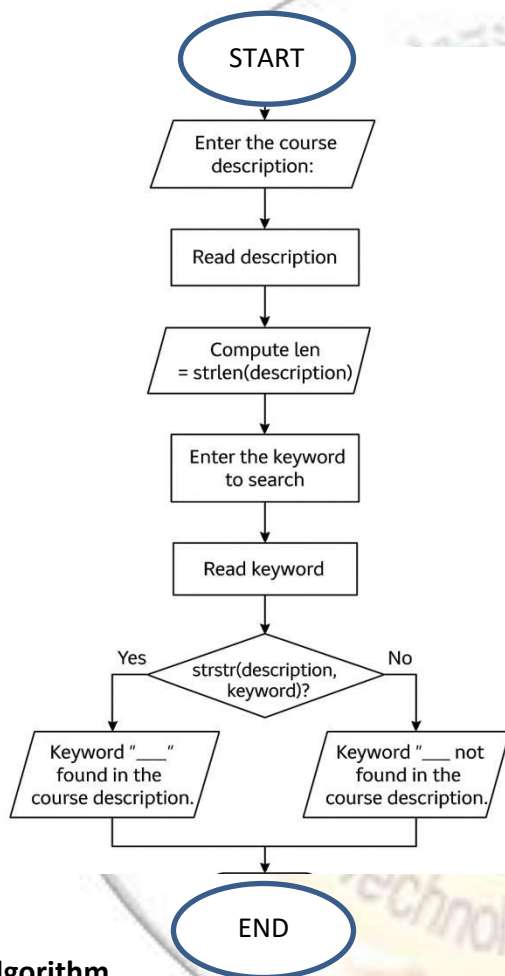 START
Enter the course
description:
Read description
Compute len
= strlen(description)
Enter the keyword
to search
Read keyword
Yes
strstr(description,
keyword)?
No
Keyword "___"
found in the
course description.
Keyword "___ not
found in the
course description.
END